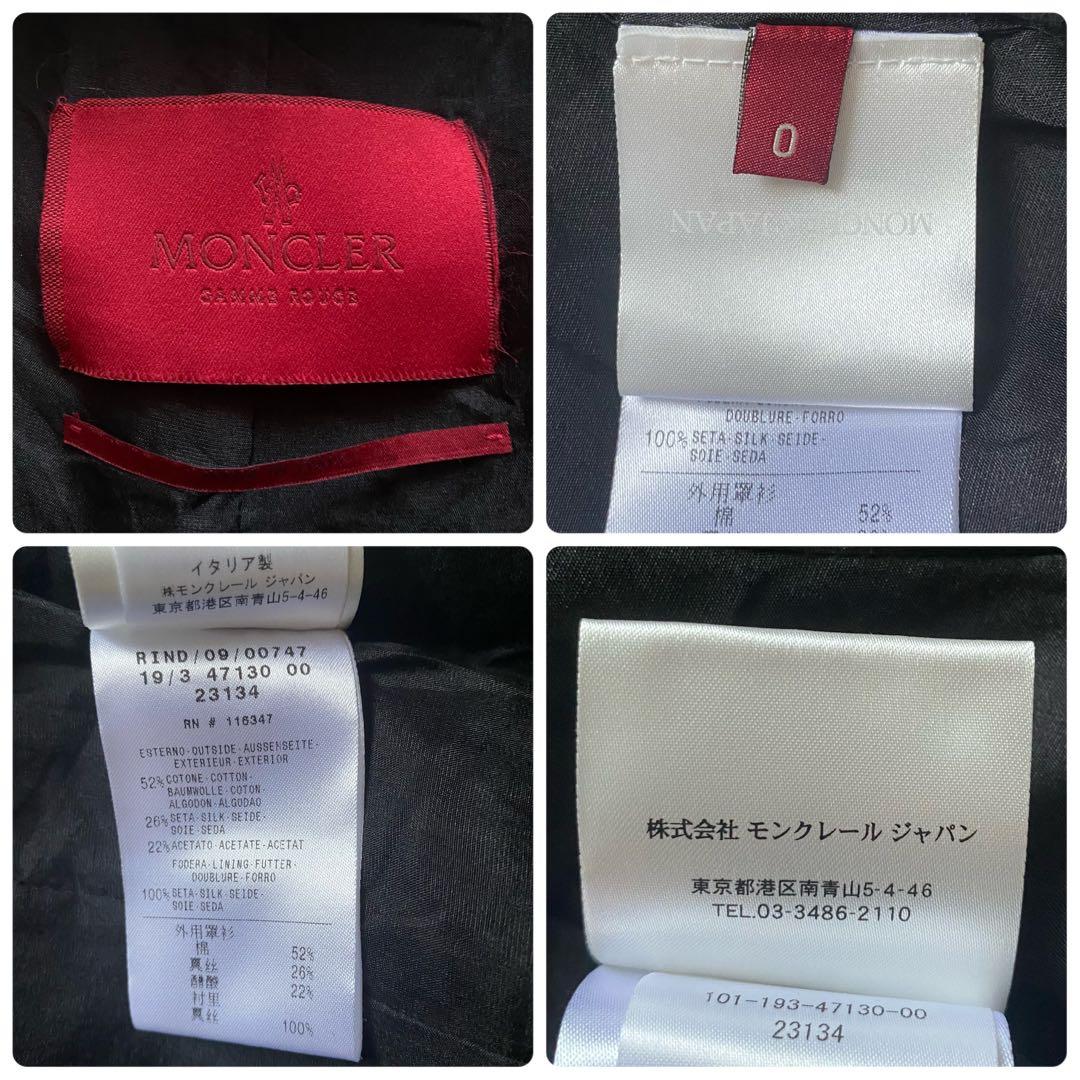 MONCLER
GAMME ROUGE
0
MONCLER JAPAN
DOUBLURE·FORRO
100% SETA·SILK·SEIDE·
SOIE·SEDA
外用罩衫
棉 52%
イタリア製
㈱モンクレール ジャパン
東京都港区南青山5-4-46
RIND/09/00747
19/3 47130 00
23134
RN # 116347
ESTERNO·OUTSIDE·AUSSENSEITE·
EXTERIEUR·EXTERIOR
52% COTONE·COTTON·
BAUMWOLLE·COTON·
ALGODON·ALGODAO
26% SETA·SILK·SEIDE·
SOIE·SEDA
22% ACETATO·ACETATE·ACETAT
FODERA·LINING·FUTTER·
DOUBLURE·FORRO
100% SETA·SILK·SEIDE·
SOIE·SEDA
外用罩衫
棉 52%
真丝 26%
醋酸 22%
衬里
真丝 100%
株式会社 モンクレール ジャパン
東京都港区南青山5-4-46
TEL.03-3486-2110
101-193-47130-00
23134